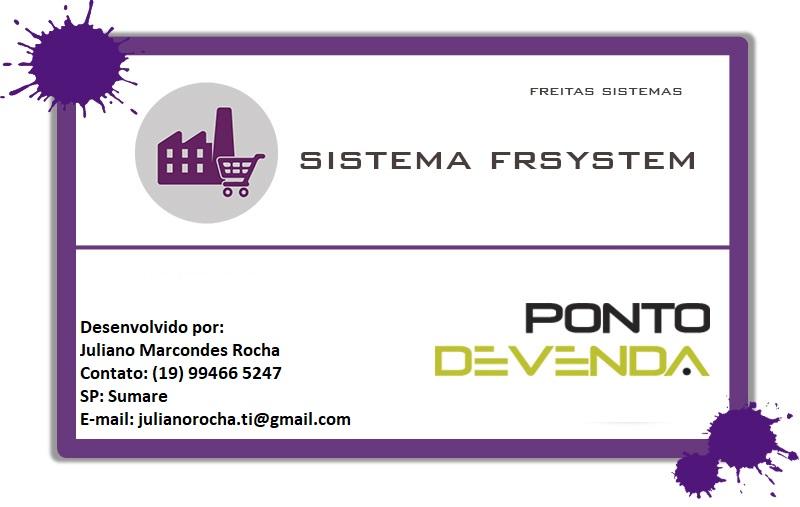 FREITAS SISTEMAS
SISTEMA FRSYSTEM
PONTO
DEVENDA
Desenvolvido por:
Juliano Marcondes Rocha
Contato: (19) 99466 5247
SP: Sumare
E-mail: julianorocha.ti@gmail.com